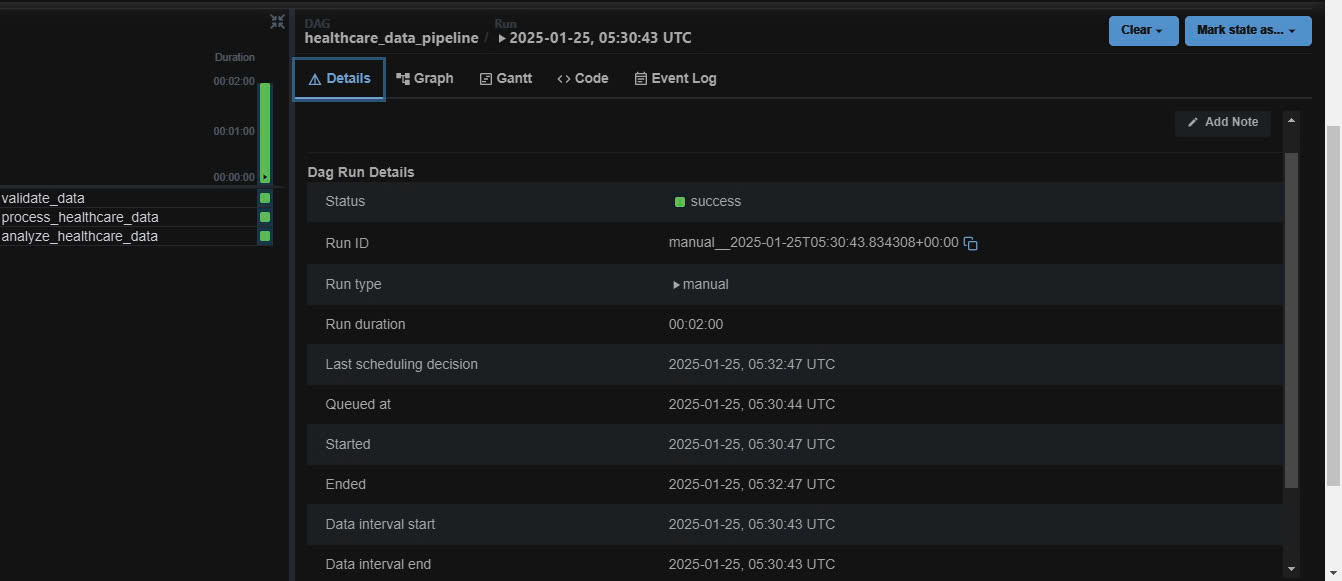 DAG
Run
healthcare_data_pipeline / 2025-01-25, 05:30:43 UTC
Clear
Mark state as...
Details
Graph
Gantt
Code
Event Log
Duration
00:02:00
00:01:00
00:00:00
validate_data
process_healthcare_data
analyze_healthcare_data
Add Note
Dag Run Details
Status success
Run ID manual__2025-01-25T05:30:43.834308+00:00
Run type manual
Run duration 00:02:00
Last scheduling decision 2025-01-25, 05:32:47 UTC
Queued at 2025-01-25, 05:30:44 UTC
Started 2025-01-25, 05:30:47 UTC
Ended 2025-01-25, 05:32:47 UTC
Data interval start 2025-01-25, 05:30:43 UTC
Data interval end 2025-01-25, 05:30:43 UTC